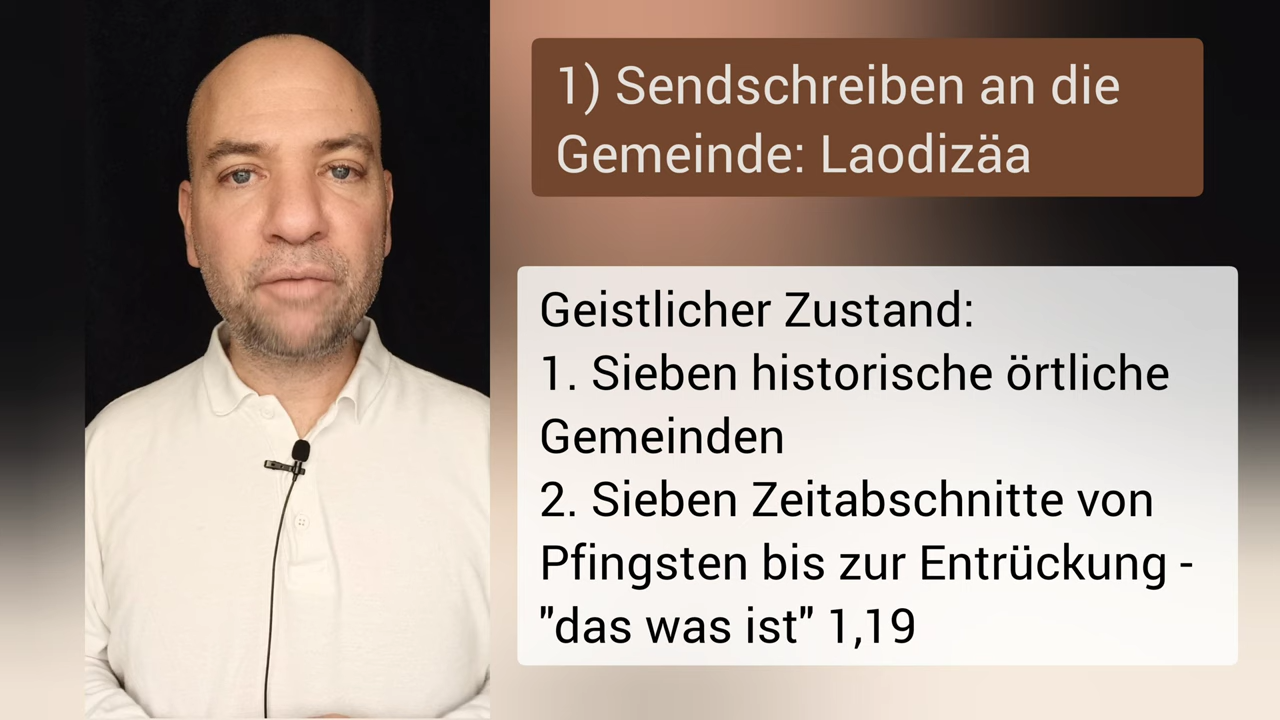 1) Sendschreiben an die
Gemeinde: Laodizäa
Geistlicher Zustand:
1. Sieben historische örtliche
Gemeinden
2. Sieben Zeitabschnitte von
Pfingsten bis zur Entrückung -
"das was ist" 1,19